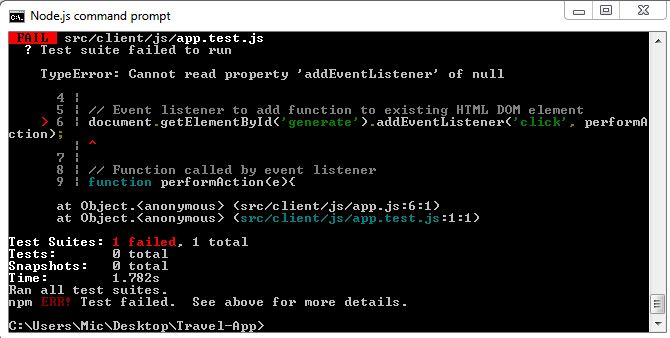 Node.js command prompt
FAIL src/client/js/app.test.js
? Test suite failed to run
TypeError: Cannot read property 'addEventListener' of null
4 |
5 | // Event listener to add function to existing HTML DOM element
> 6 | document.getElementById('generate').addEventListener('click', performA
ction);
| ^
7 |
8 | // Function called by event listener
9 | function performAction(e){
at Object.<anonymous> (src/client/js/app.js:6:1)
at Object.<anonymous> (src/client/js/app.test.js:1:1)
Test Suites: 1 failed, 1 total
Tests: 0 total
Snapshots: 0 total
Time: 1.782s
Ran all test suites.
npm ERR! Test failed. See above for more details.
C:\Users\Mic\Desktop\Travel-App>